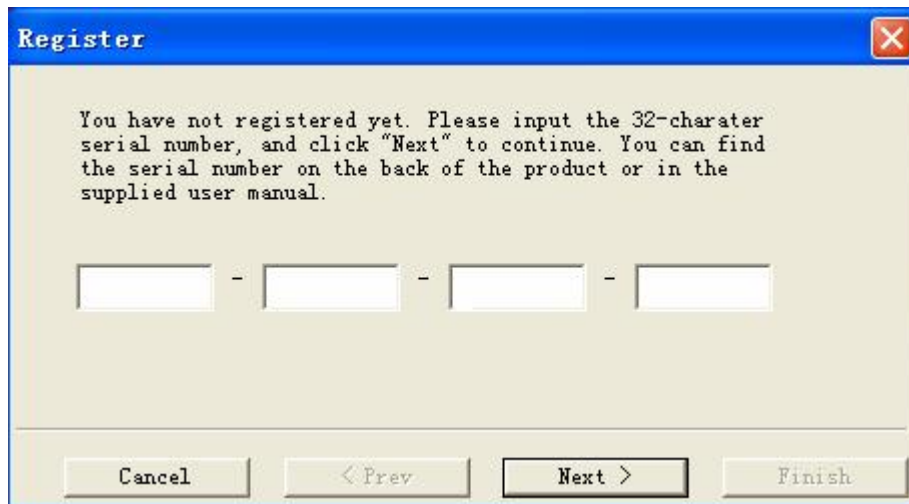 Register
You have not registered yet. Please input the 32-charater
serial number, and click "Next" to continue. You can find
the serial number on the back of the product or in the
supplied user manual.
- - -
Cancel < Prev Next > Finish